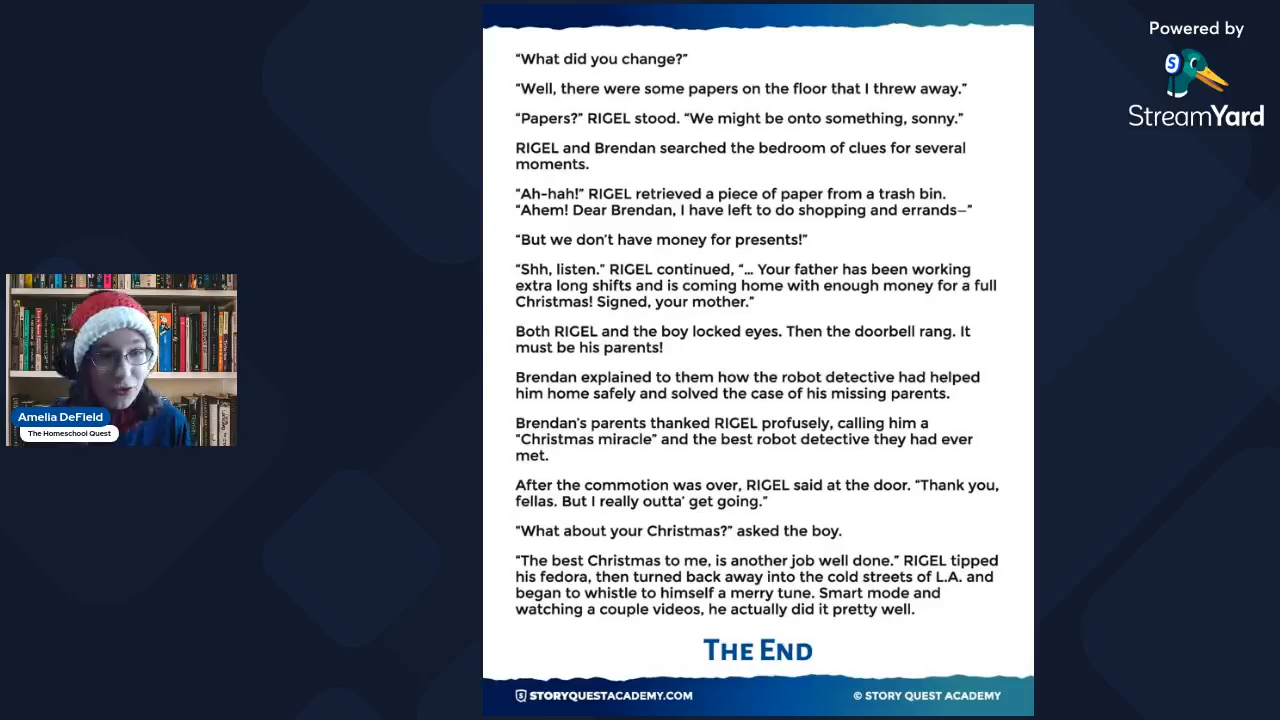 “What did you change?”
“Well, there were some papers on the floor that I threw away.”
“Papers?” RIGEL stood. “We might be onto something, sonny.”
RIGEL and Brendan searched the bedroom of clues for several
moments.
“Ah-hah!” RIGEL retrieved a piece of paper from a trash bin.
“Ahem! Dear Brendan, I have left to do shopping and errands—”
“But we don’t have money for presents!”
“Shh, listen.” RIGEL continued, “… Your father has been working
extra long shifts and is coming home with enough money for a full
Christmas! Signed, your mother.”
Both RIGEL and the boy locked eyes. Then the doorbell rang. It
must be his parents!
Brendan explained to them how the robot detective had helped
him home safely and solved the case of his missing parents.
Brendan’s parents thanked RIGEL profusely, calling him a
“Christmas miracle” and the best robot detective they had ever
met.
After the commotion was over, RIGEL said at the door. “Thank you,
fellas. But I really outta’ get going.”
“What about your Christmas?” asked the boy.
“The best Christmas to me, is another job well done.” RIGEL tipped
his fedora, then turned back away into the cold streets of L.A. and
began to whistle to himself a merry tune. Smart mode and
watching a couple videos, he actually did it pretty well.
THE END
STORYQUESTACADEMY.COM
© STORY QUEST ACADEMY
Amelia DeField
The Homeschool Quest
Powered by
S
StreamYard